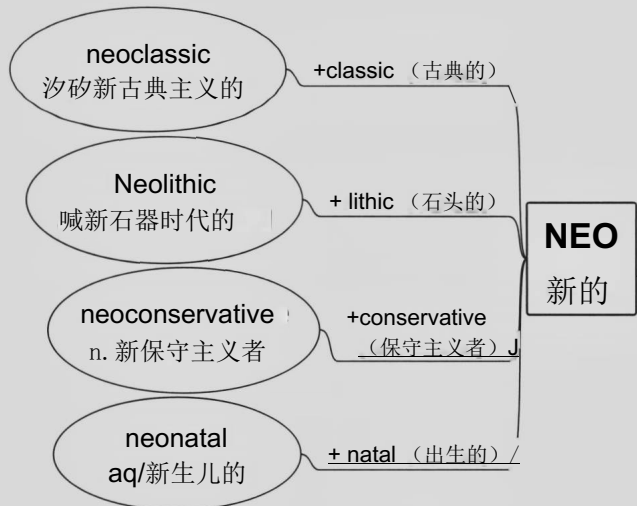 neoclassic
汐矽新古典主义的
+classic（古典的）
Neolithic
喊新石器时代的
+ lithic（石头的）
NEO
新的
neoconservative
n. 新保守主义者
+conservative
（保守主义者）J
neonatal
aq/新生儿的
+ natal（出生的）/